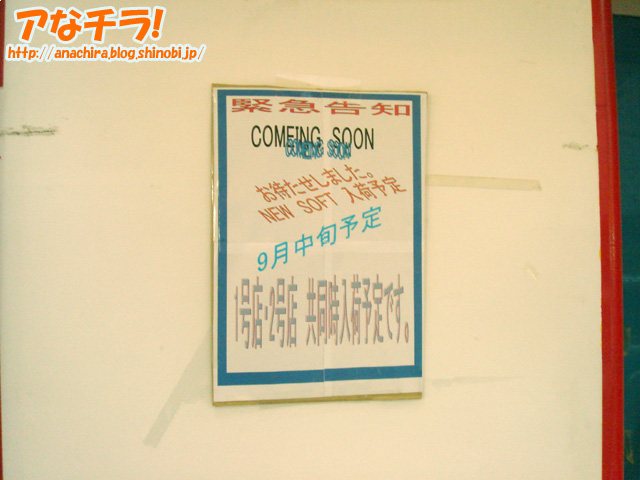 アなチラ!
http://anachira.blog.shinobi.jp/
緊急告知
COMEING SOON
COMEING SOON
お待たせしました。
NEW SOFT 入荷予定
9月中旬予定
1号店・2号店 共同時入荷予定です。